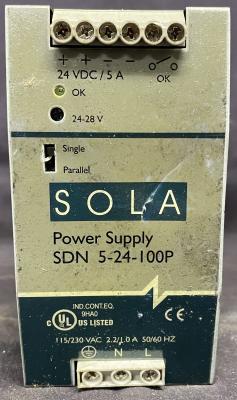 + + − −
24 VDC / 5 A OK
OK
24-28 V
Single
Parallel
SOLA
Power Supply
SDN 5-24-100P
IND.CONT.EQ.
9HA0
c UL US LISTED CE
115/230 VAC 2.2/1.0 A 50/60 HZ
N L